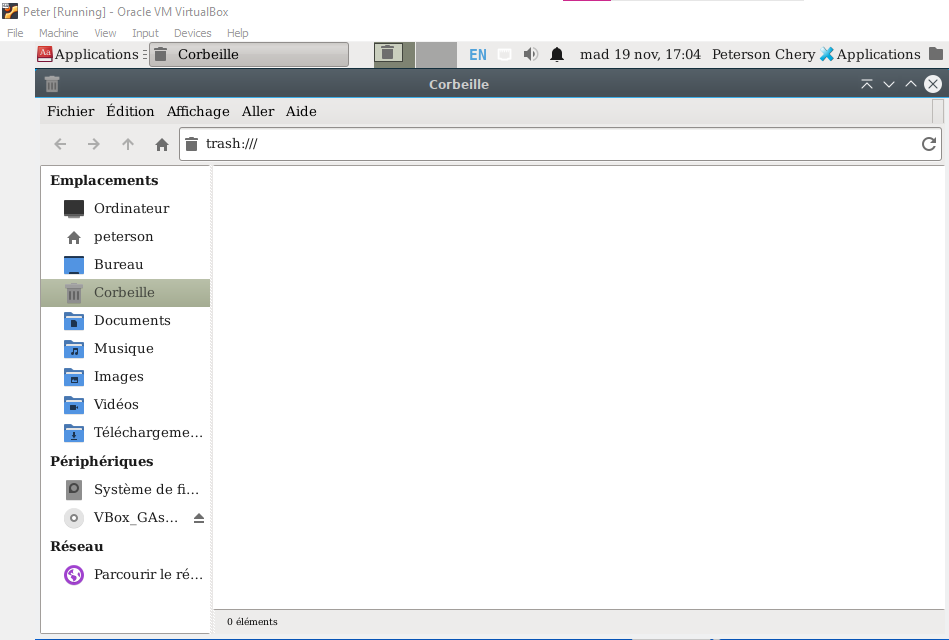 Peter [Running] - Oracle VM VirtualBox
File Machine View Input Devices Help
Aa Applications Corbeille EN mad 19 nov, 17:04 Peterson Chery Applications
Corbeille
Fichier Édition Affichage Aller Aide
trash:///
Emplacements
Ordinateur
peterson
Bureau
Corbeille
Documents
Musique
Images
Vidéos
Téléchargeme...
Périphériques
Système de fi...
VBox_GAs...
Réseau
Parcourir le ré...
0 éléments